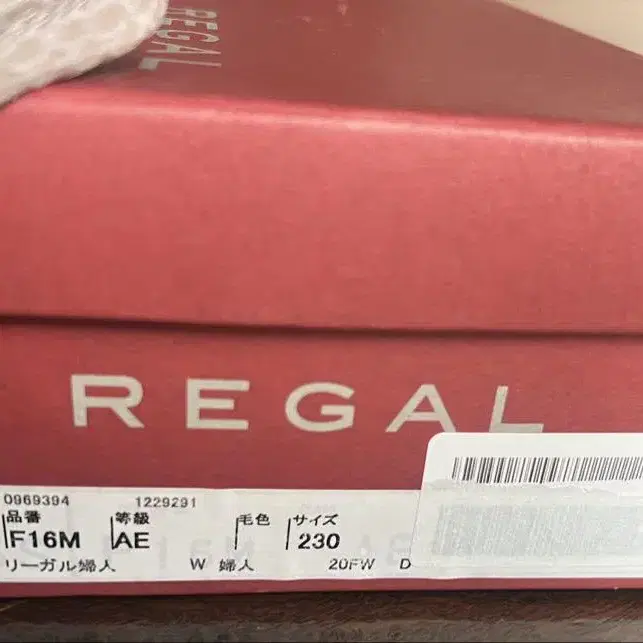 REGAL
REGAL
0969394 1229291
品番 等級 毛色 サイズ
F16M AE 230
リーガル婦人 W 婦人 20FW D